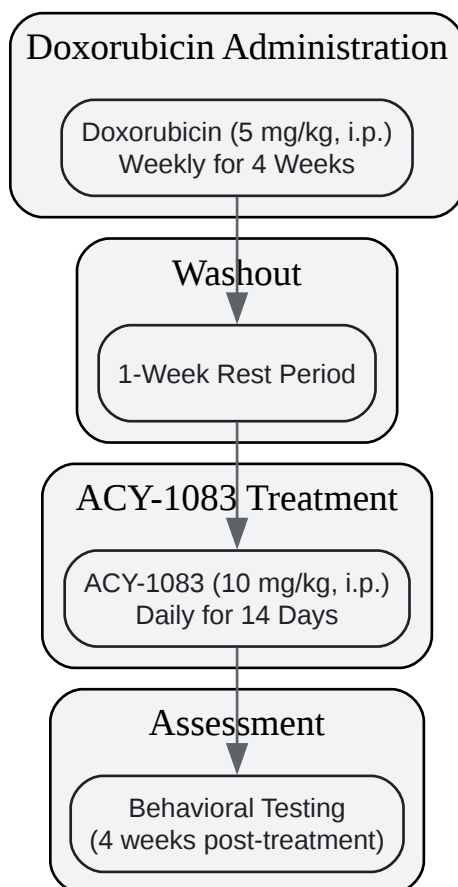 Doxorubicin Administration
Doxorubicin (5 mg/kg, i.p.)
Weekly for 4 Weeks
Washout
1-Week Rest Period
ACY-1083 Treatment
ACY-1083 (10 mg/kg, i.p.)
Daily for 14 Days
Assessment
Behavioral Testing
(4 weeks post-treatment)